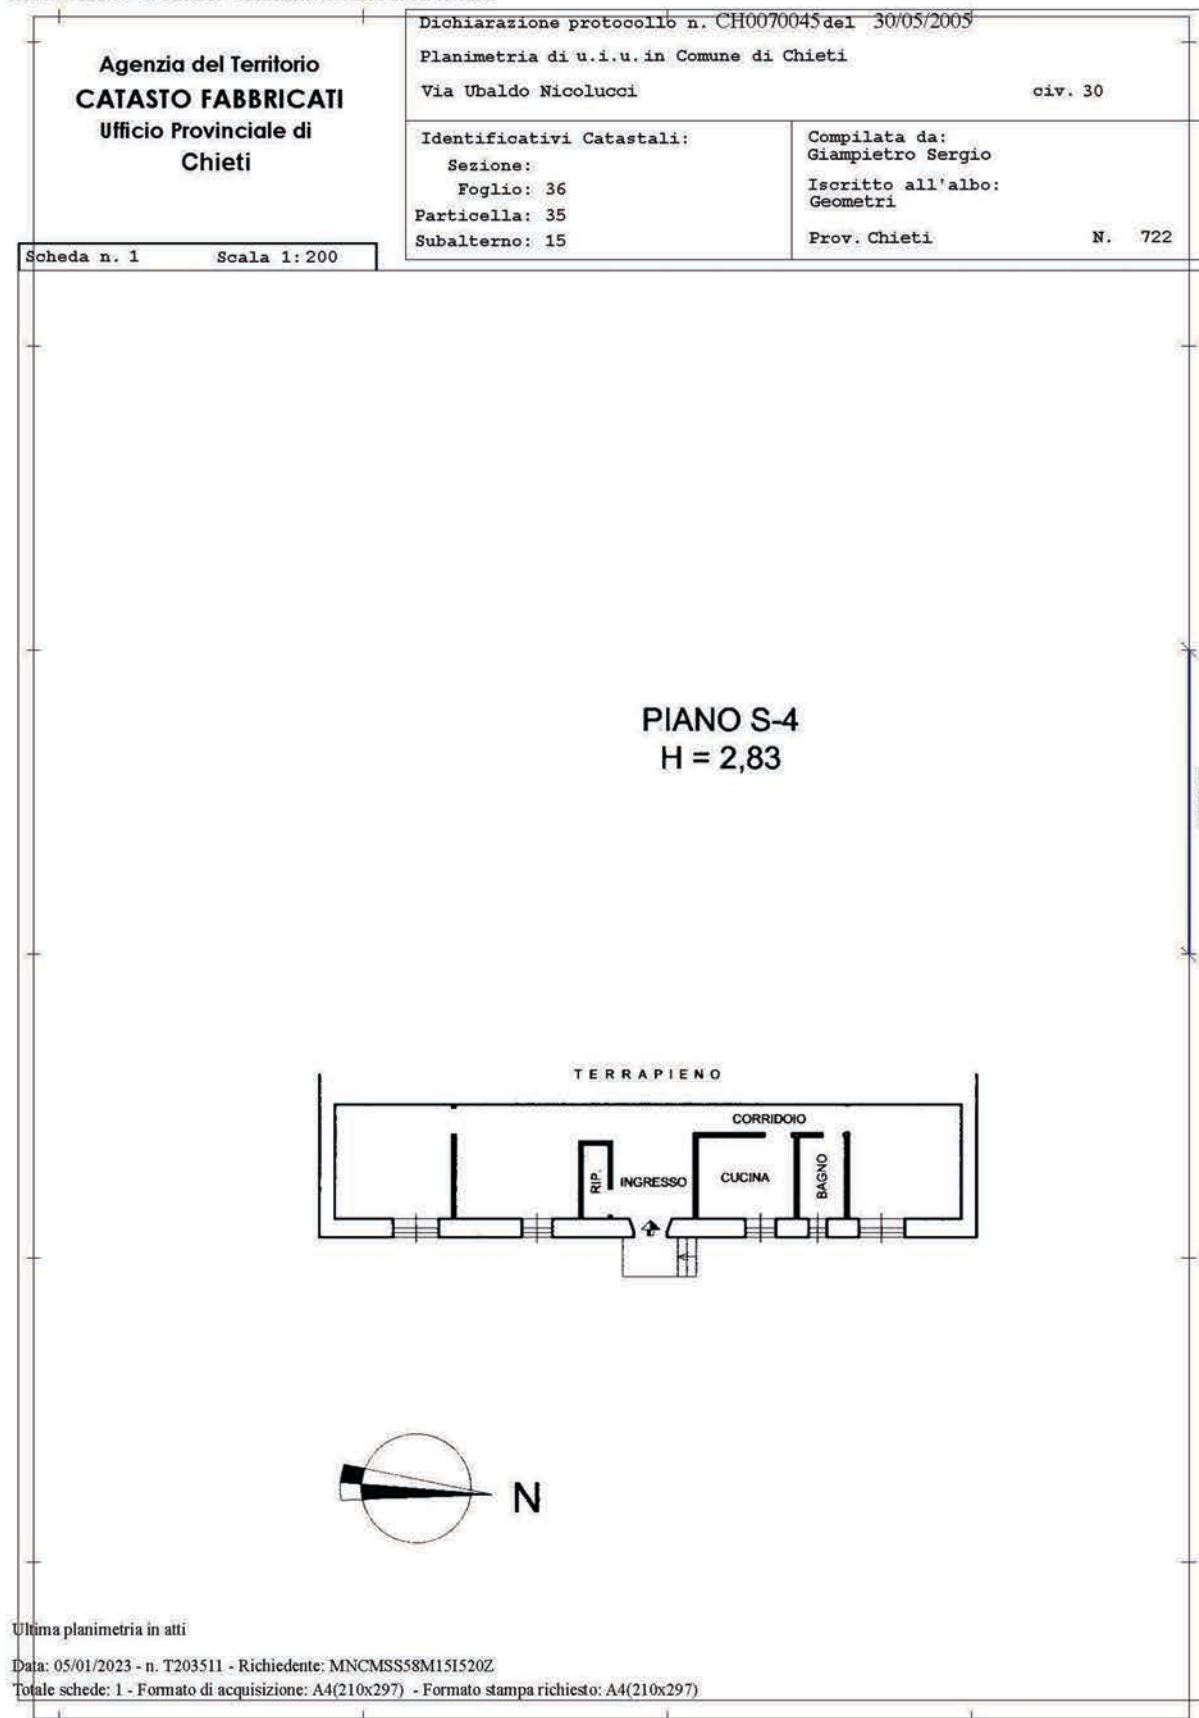 Dichiarazione protocollo n. CH0070045 del 30/05/2005
Planimetria di u.i.u. in Comune di Chieti
Via Ubaldo Nicolucci civ. 30
Agenzia del Territorio
CATASTO FABBRICATI
Ufficio Provinciale di
Chieti
Identificativi Catastali:
Sezione:
Foglio: 36
Particella: 35
Subalterno: 15
Compilata da:
Giampietro Sergio
Iscritto all'albo:
Geometri
Prov. Chieti N. 722
Scheda n. 1 Scala 1:200
PIANO S-4
H = 2,83
TERRAPIENO
CORRIDOIO
RIP.
INGRESSO
CUCINA
BAGNO
N
Ultima planimetria in atti
Data: 05/01/2023 - n. T203511 - Richiedente: MNCMSS58M15I520Z
Totale schede: 1 - Formato di acquisizione: A4(210x297) - Formato stampa richiesto: A4(210x297)